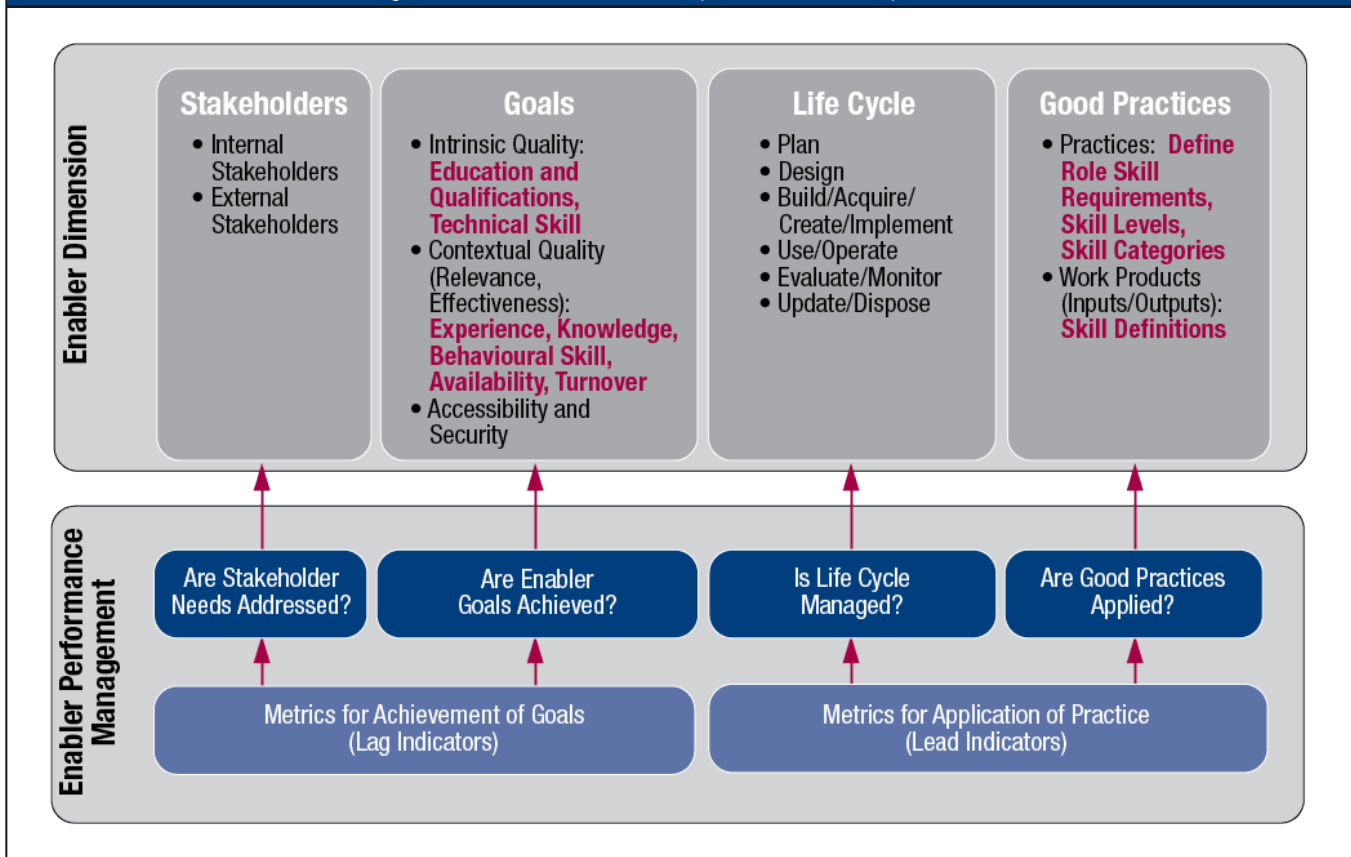 Enabler Dimension
Stakeholders
• Internal
Stakeholders
• External
Stakeholders
Goals
• Intrinsic Quality:
Education and
Qualifications,
Technical Skill
• Contextual Quality
(Relevance,
Effectiveness):
Experience, Knowledge,
Behavioural Skill,
Availability, Turnover
• Accessibility and
Security
Life Cycle
• Plan
• Design
• Build/Acquire/
Create/Implement
• Use/Operate
• Evaluate/Monitor
• Update/Dispose
Good Practices
• Practices: Define
Role Skill
Requirements,
Skill Levels,
Skill Categories
• Work Products
(Inputs/Outputs):
Skill Definitions
Enabler Performance
Management
Are Stakeholder
Needs Addressed?
Are Enabler
Goals Achieved?
Is Life Cycle
Managed?
Are Good Practices
Applied?
Metrics for Achievement of Goals
(Lag Indicators)
Metrics for Application of Practice
(Lead Indicators)